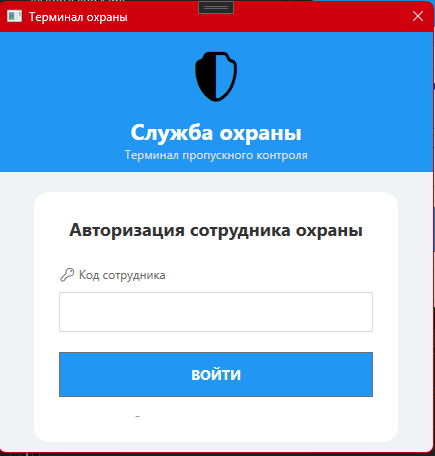 Терминал охраны
Служба охраны
Терминал пропускного контроля
Авторизация сотрудника охраны
Код сотрудника
ВОЙТИ